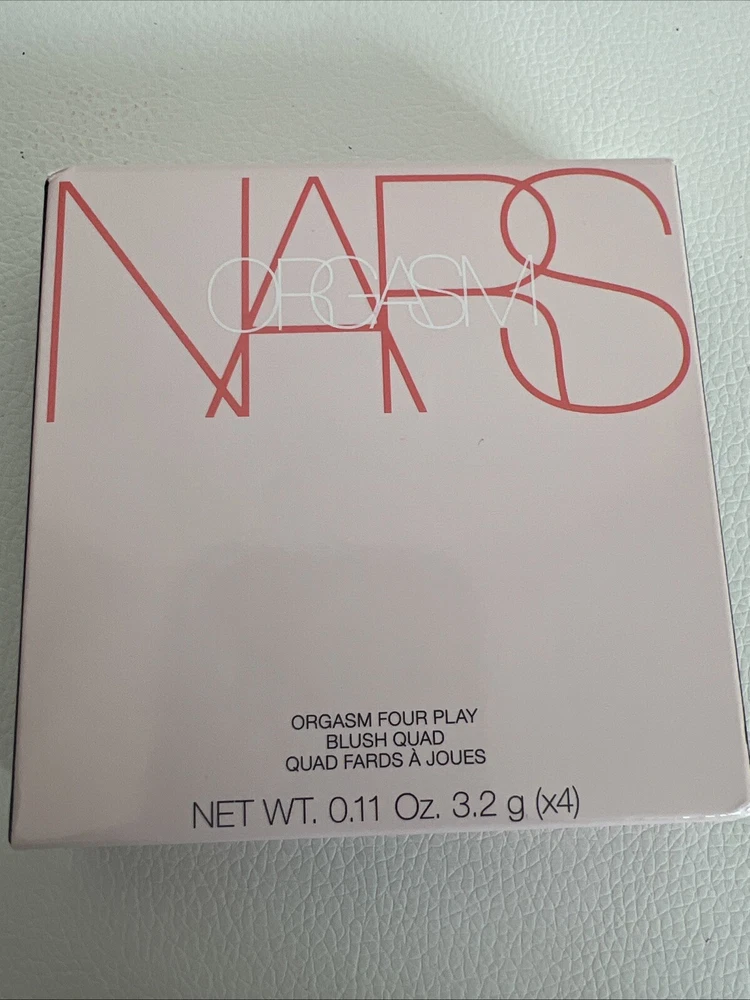 NARS
ORGASM
ORGASM FOUR PLAY
BLUSH QUAD
QUAD FARDS À JOUES
NET WT. 0.11 Oz. 3.2 g (x4)